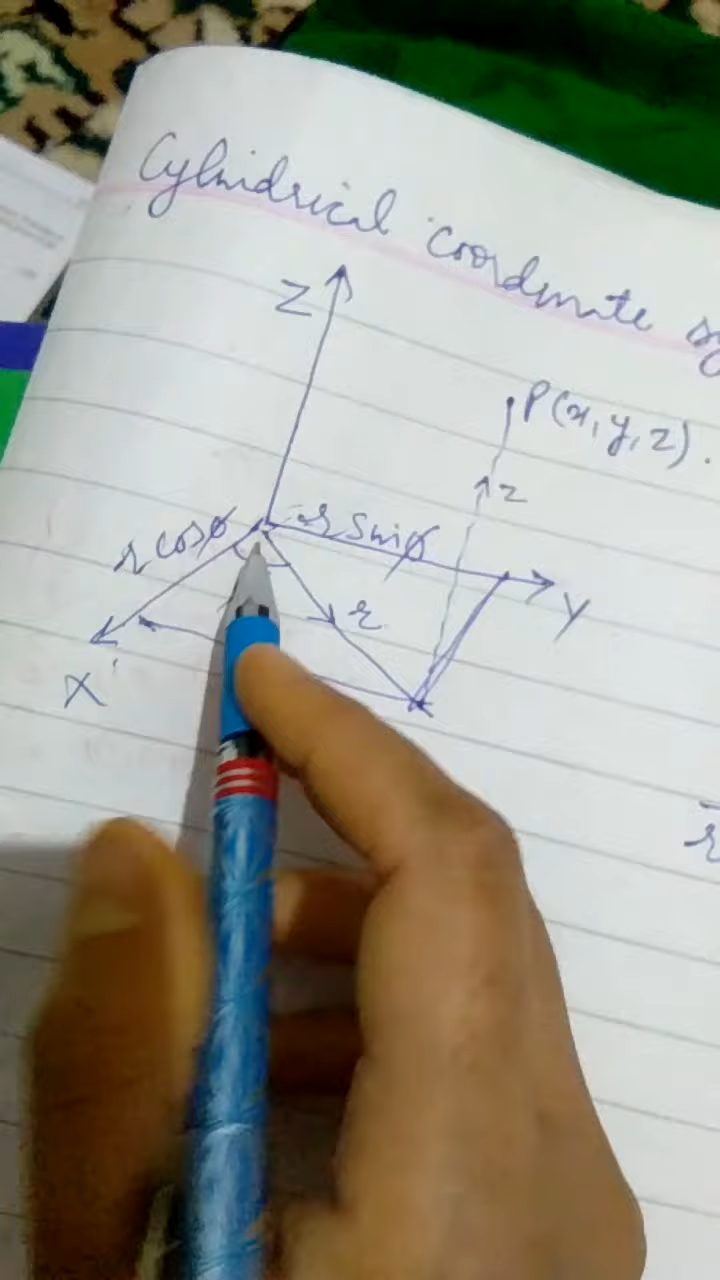 Cylindrical coordinate
Z
P(x, y, z).
z
r cosφ
r sinφ
r
Y
X
r